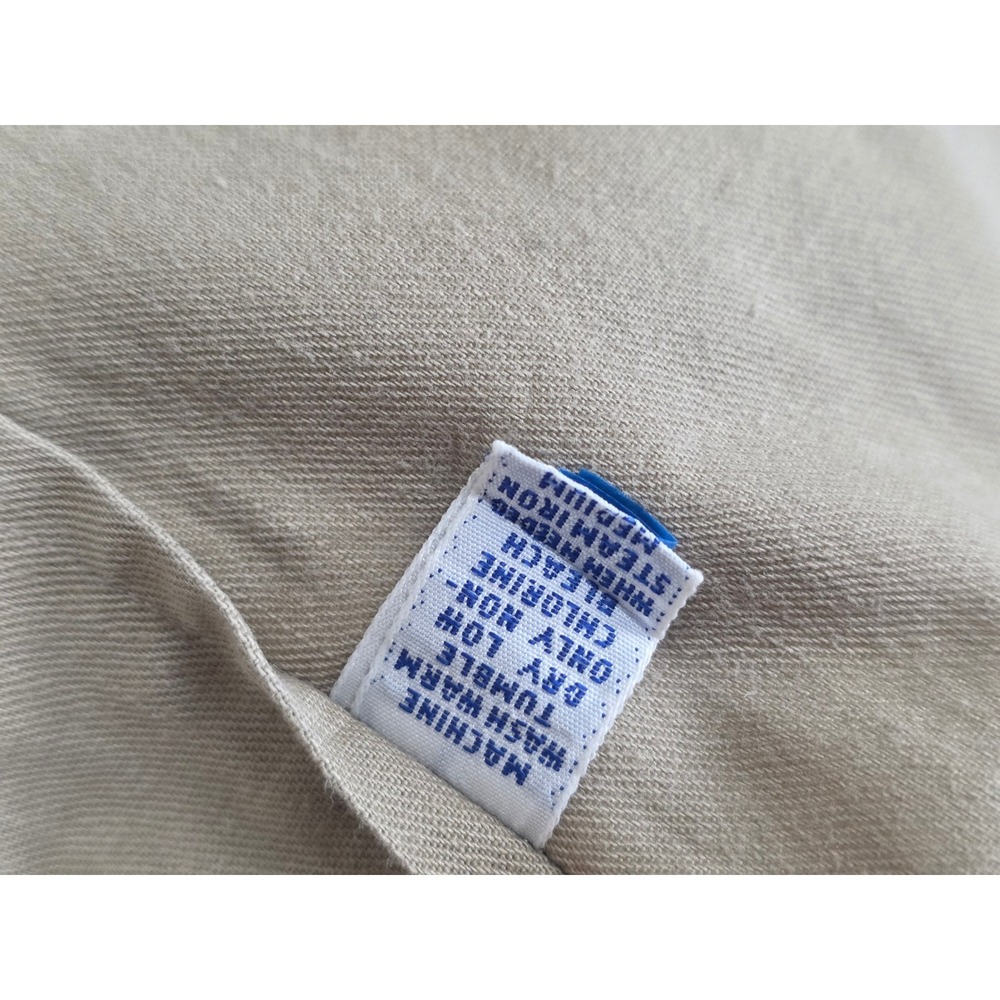 MACHINE
WASH WARM
TUMBLE
DRY LOW
ONLY NON-
CHLORINE
BLEACH
WHEN NEEDED
STEAM IRON
MEDIUM